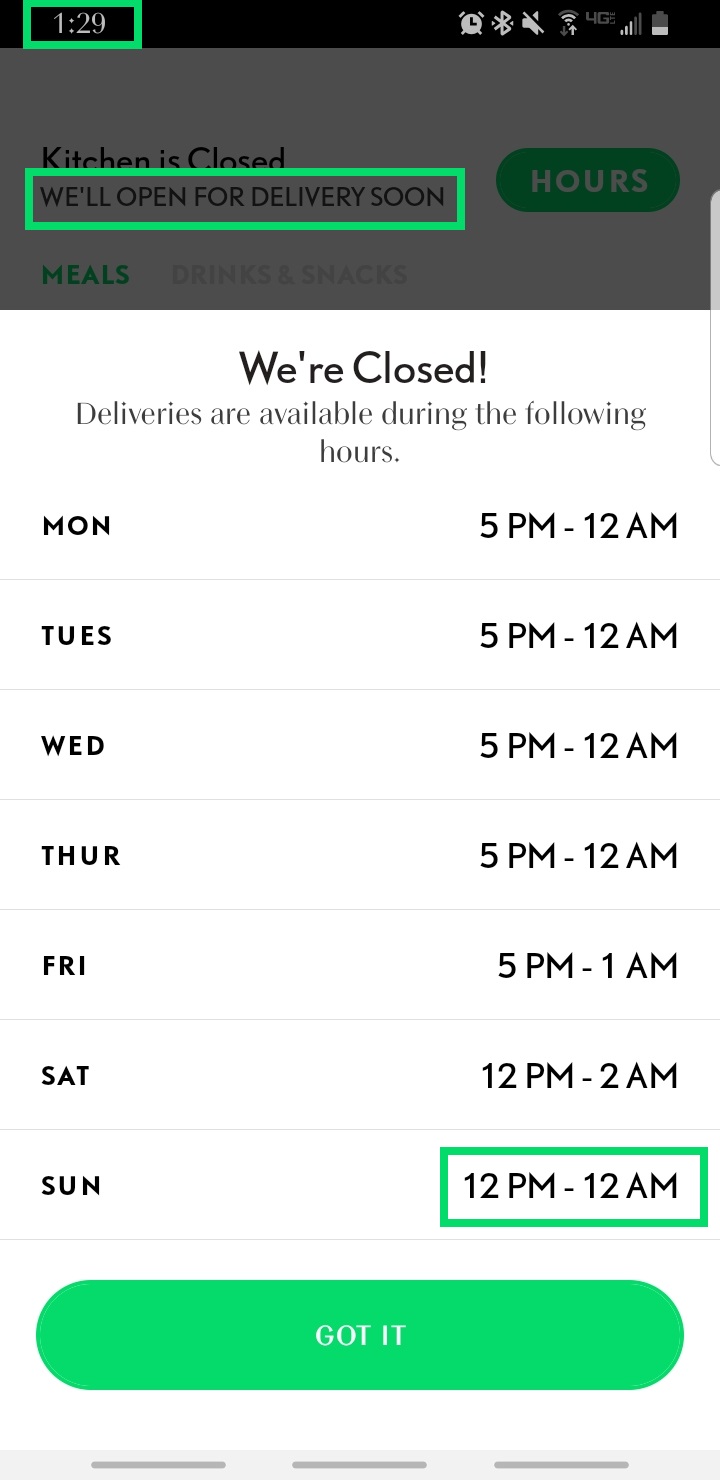 1:29
4G LTE
Kitchen is Closed
WE'LL OPEN FOR DELIVERY SOON
HOURS
MEALS DRINKS & SNACKS
We're Closed!
Deliveries are available during the following
hours.
MON 5 PM - 12 AM
TUES 5 PM - 12 AM
WED 5 PM - 12 AM
THUR 5 PM - 12 AM
FRI 5 PM - 1 AM
SAT 12 PM - 2 AM
SUN 12 PM - 12 AM
GOT IT